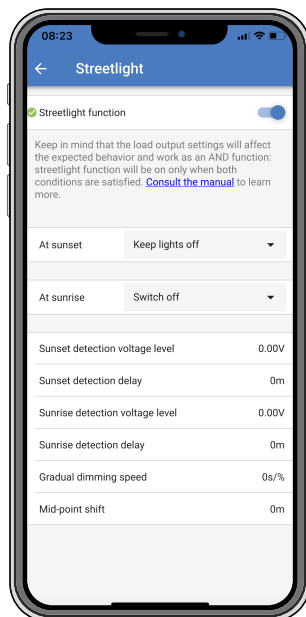 08:23
Streetlight
Streetlight function
Keep in mind that the load output settings will affect
the expected behavior and work as an AND function:
streetlight function will be on only when both
conditions are satisfied. Consult the manual to learn
more.
At sunset Keep lights off
At sunrise Switch off
Sunset detection voltage level 0.00V
Sunset detection delay 0m
Sunrise detection voltage level 0.00V
Sunrise detection delay 0m
Gradual dimming speed 0s/%
Mid-point shift 0m